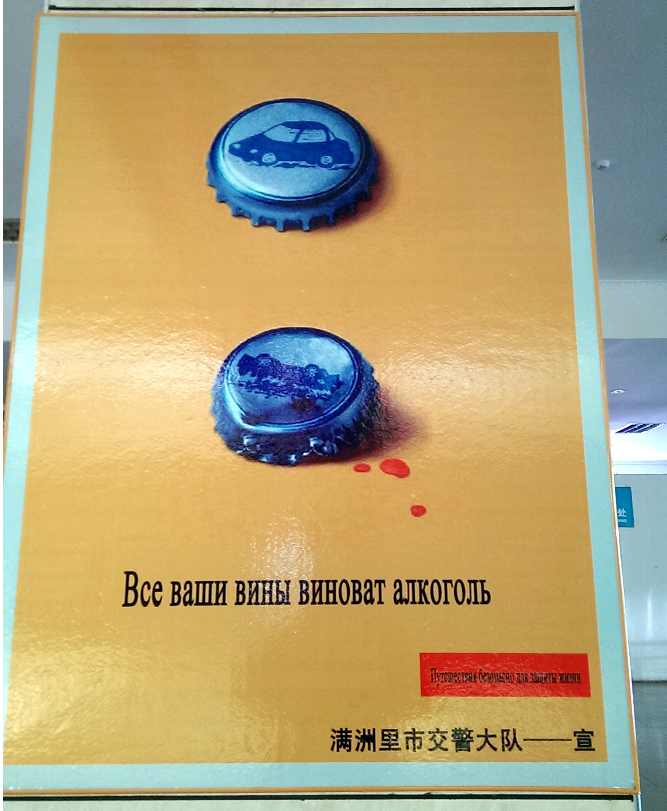 Все ваши вины виноват алкоголь
Путешествия безопасно для защиты жизни
满洲里市交警大队——宣
处